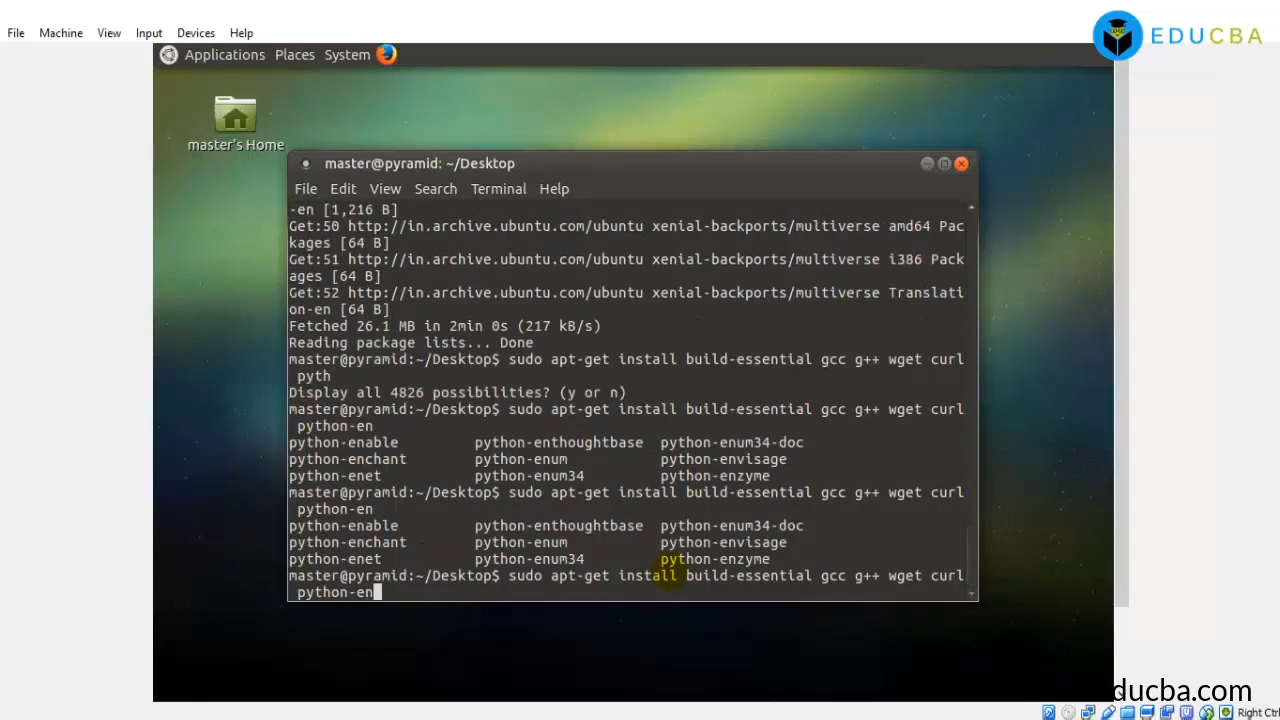 File Machine View Input Devices Help
EDUCBA
Applications Places System
master's Home
master@pyramid: ~/Desktop
File Edit View Search Terminal Help
-en [1,216 B]
Get:50 http://in.archive.ubuntu.com/ubuntu xenial-backports/multiverse amd64 Pac
kages [64 B]
Get:51 http://in.archive.ubuntu.com/ubuntu xenial-backports/multiverse i386 Pack
ages [64 B]
Get:52 http://in.archive.ubuntu.com/ubuntu xenial-backports/multiverse Translati
on-en [64 B]
Fetched 26.1 MB in 2min 0s (217 kB/s)
Reading package lists... Done
master@pyramid:~/Desktop$ sudo apt-get install build-essential gcc g++ wget curl
pyth
Display all 4826 possibilities? (y or n)
master@pyramid:~/Desktop$ sudo apt-get install build-essential gcc g++ wget curl
python-en
python-enable python-enthoughtbase python-enum34-doc
python-enchant python-enum python-envisage
python-enet python-enum34 python-enzyme
master@pyramid:~/Desktop$ sudo apt-get install build-essential gcc g++ wget curl
python-en
python-enable python-enthoughtbase python-enum34-doc
python-enchant python-enum python-envisage
python-enet python-enum34 python-enzyme
master@pyramid:~/Desktop$ sudo apt-get install build-essential gcc g++ wget curl
python-en
ducba.com
Right Ctrl